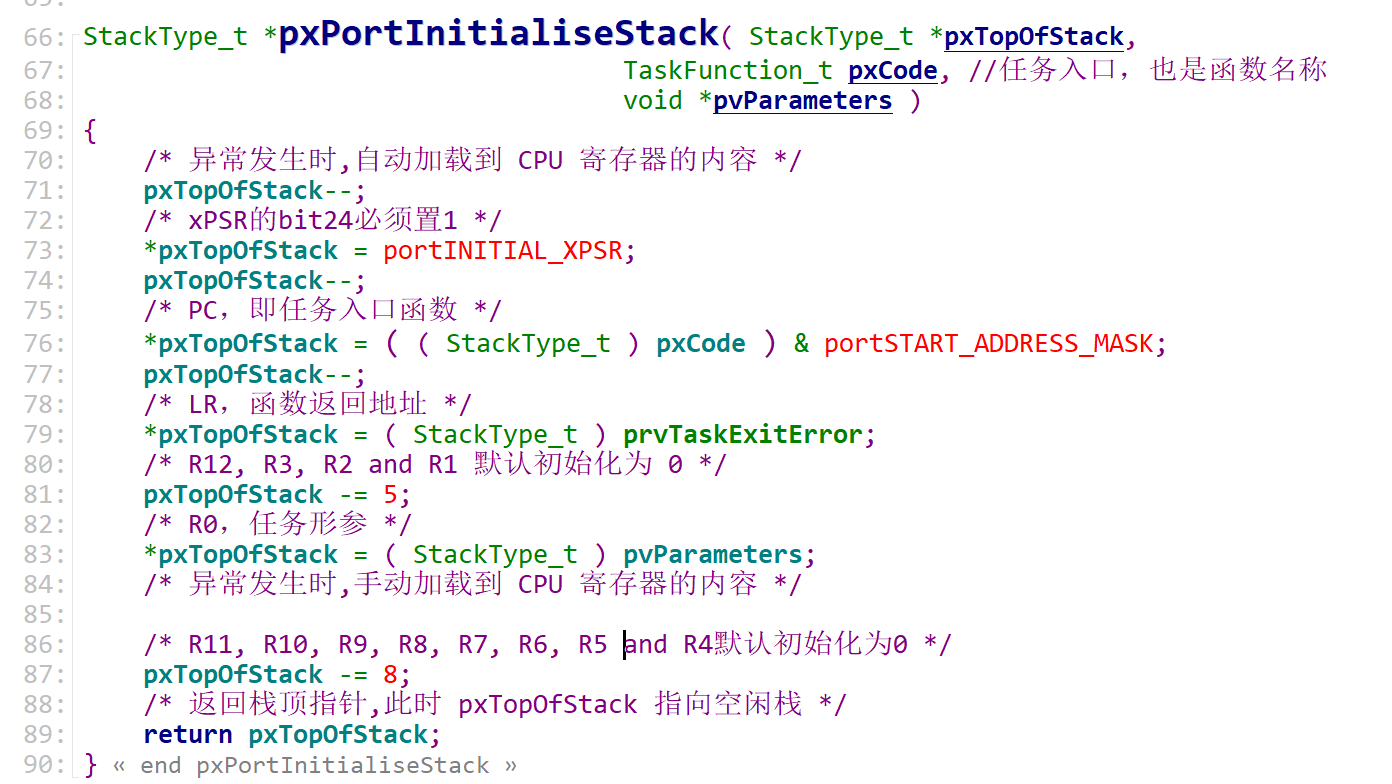 66: StackType_t *pxPortInitialiseStack( StackType_t *pxTopOfStack,
67: TaskFunction_t pxCode, //任务入口，也是函数名称
68: void *pvParameters )
69: {
70: /* 异常发生时,自动加载到 CPU 寄存器的内容 */
71: pxTopOfStack--;
72: /* xPSR的bit24必须置1 */
73: *pxTopOfStack = portINITIAL_XPSR;
74: pxTopOfStack--;
75: /* PC，即任务入口函数 */
76: *pxTopOfStack = ( ( StackType_t ) pxCode ) & portSTART_ADDRESS_MASK;
77: pxTopOfStack--;
78: /* LR，函数返回地址 */
79: *pxTopOfStack = ( StackType_t ) prvTaskExitError;
80: /* R12, R3, R2 and R1 默认初始化为 0 */
81: pxTopOfStack -= 5;
82: /* R0，任务形参 */
83: *pxTopOfStack = ( StackType_t ) pvParameters;
84: /* 异常发生时,手动加载到 CPU 寄存器的内容 */
85:
86: /* R11, R10, R9, R8, R7, R6, R5 and R4默认初始化为0 */
87: pxTopOfStack -= 8;
88: /* 返回栈顶指针,此时 pxTopOfStack 指向空闲栈 */
89: return pxTopOfStack;
90: } « end pxPortInitialiseStack »